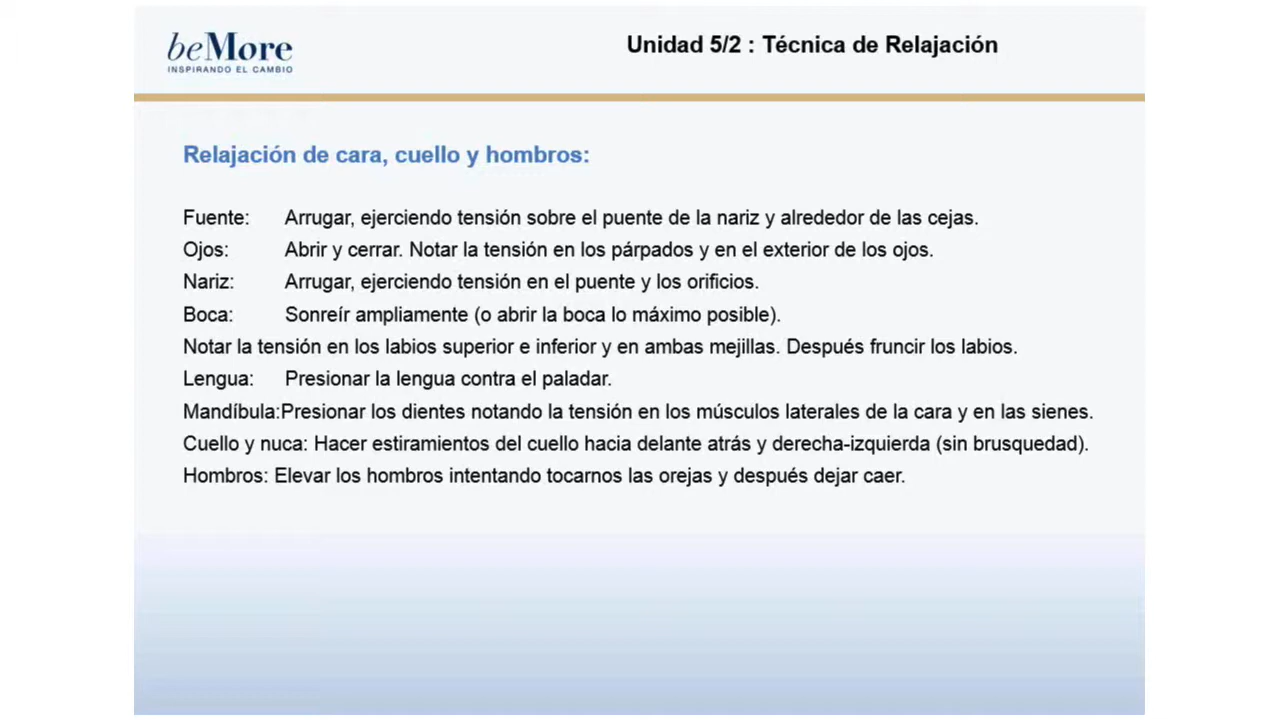 beMore
INSPIRANDO EL CAMBIO
Unidad 5/2 : Técnica de Relajación
Relajación de cara, cuello y hombros:
Fuente: Arrugar, ejerciendo tensión sobre el puente de la nariz y alrededor de las cejas.
Ojos: Abrir y cerrar. Notar la tensión en los párpados y en el exterior de los ojos.
Nariz: Arrugar, ejerciendo tensión en el puente y los orificios.
Boca: Sonreír ampliamente (o abrir la boca lo máximo posible).
Notar la tensión en los labios superior e inferior y en ambas mejillas. Después fruncir los labios.
Lengua: Presionar la lengua contra el paladar.
Mandíbula:Presionar los dientes notando la tensión en los músculos laterales de la cara y en las sienes.
Cuello y nuca: Hacer estiramientos del cuello hacia delante atrás y derecha-izquierda (sin brusquedad).
Hombros: Elevar los hombros intentando tocarnos las orejas y después dejar caer.